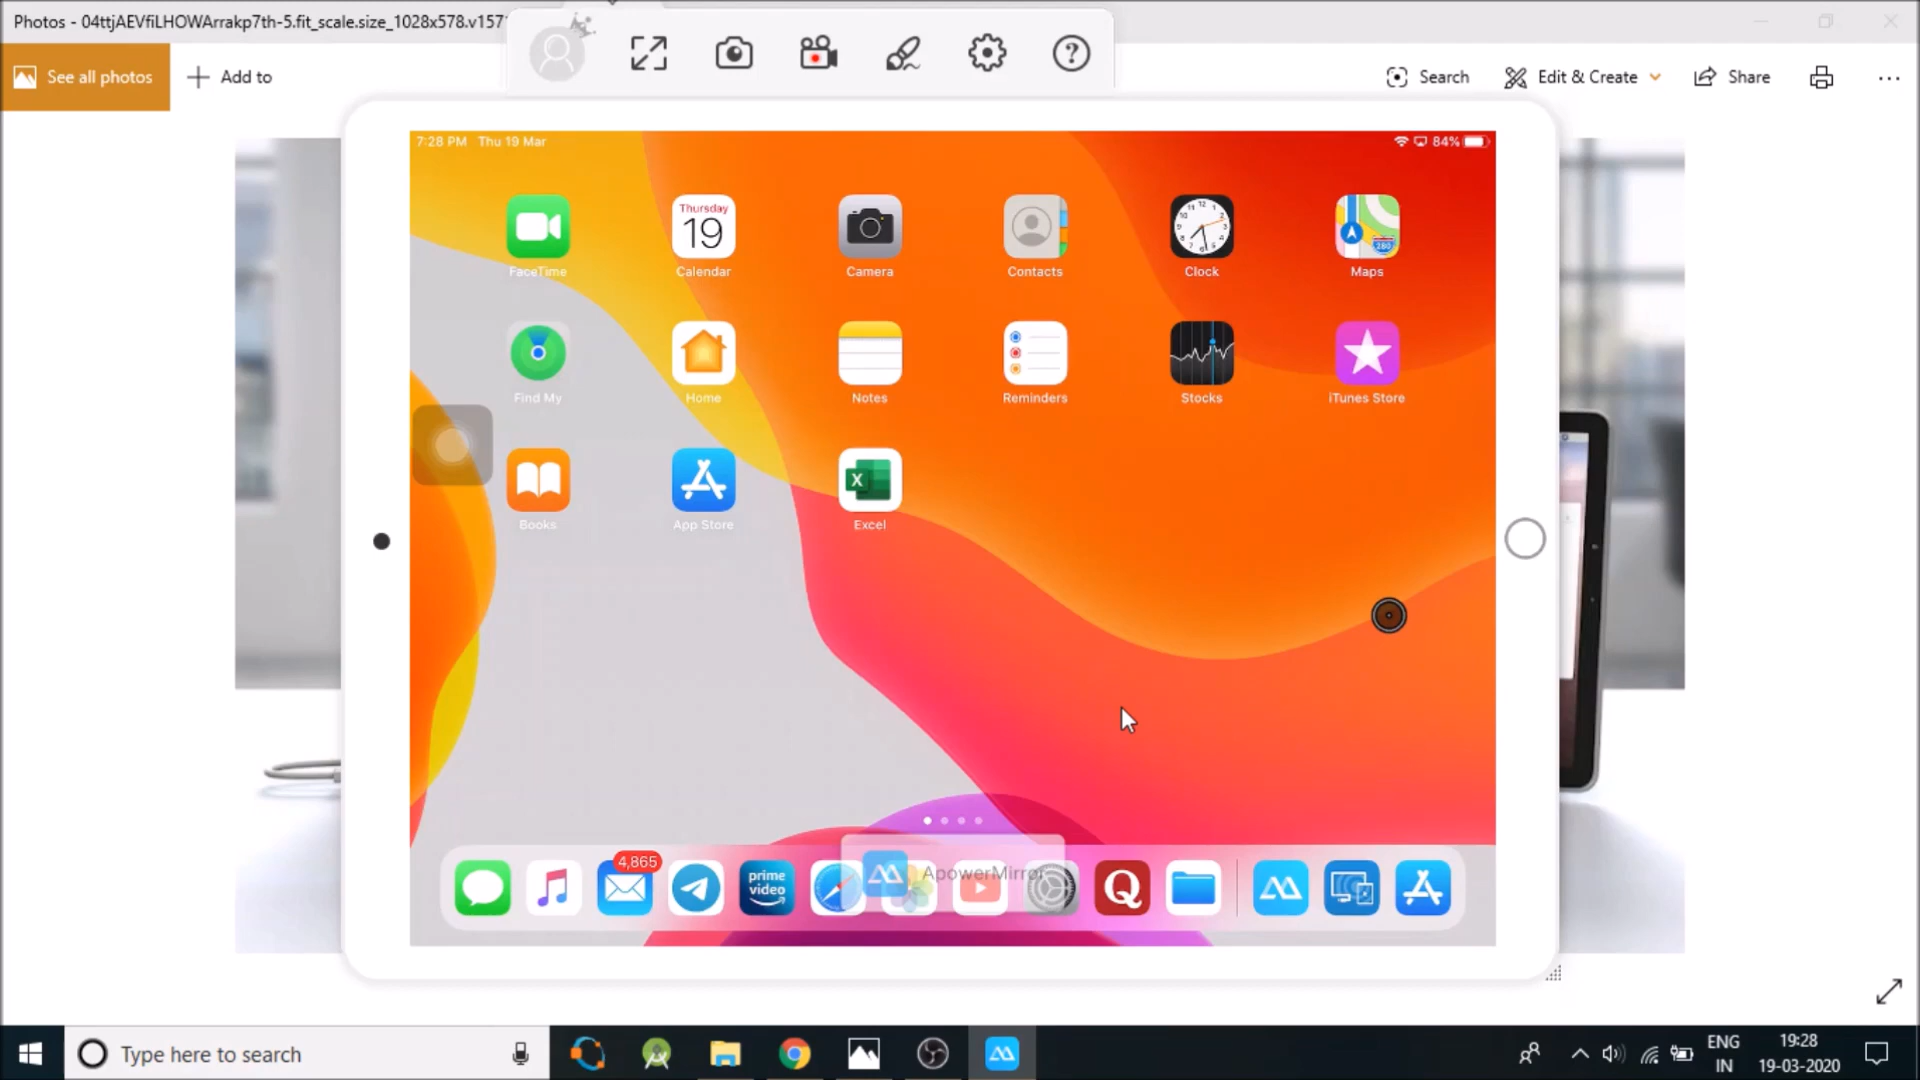 Photos - 04ttjAEVfiLHOWArrakp7th-5.fit_scale.size_1028x578.v157
See all photos
Add to
Search
Edit & Create
Share
7:28 PM Thu 19 Mar
84%
Thursday
19
12
280
FaceTime
Calendar
Camera
Contacts
Clock
Maps
Find My
Home
Notes
Reminders
Stocks
iTunes Store
X
Books
App Store
Excel
4,865
prime
video
ApowerMirror
Q
Type here to search
ENG
IN
19:28
19-03-2020